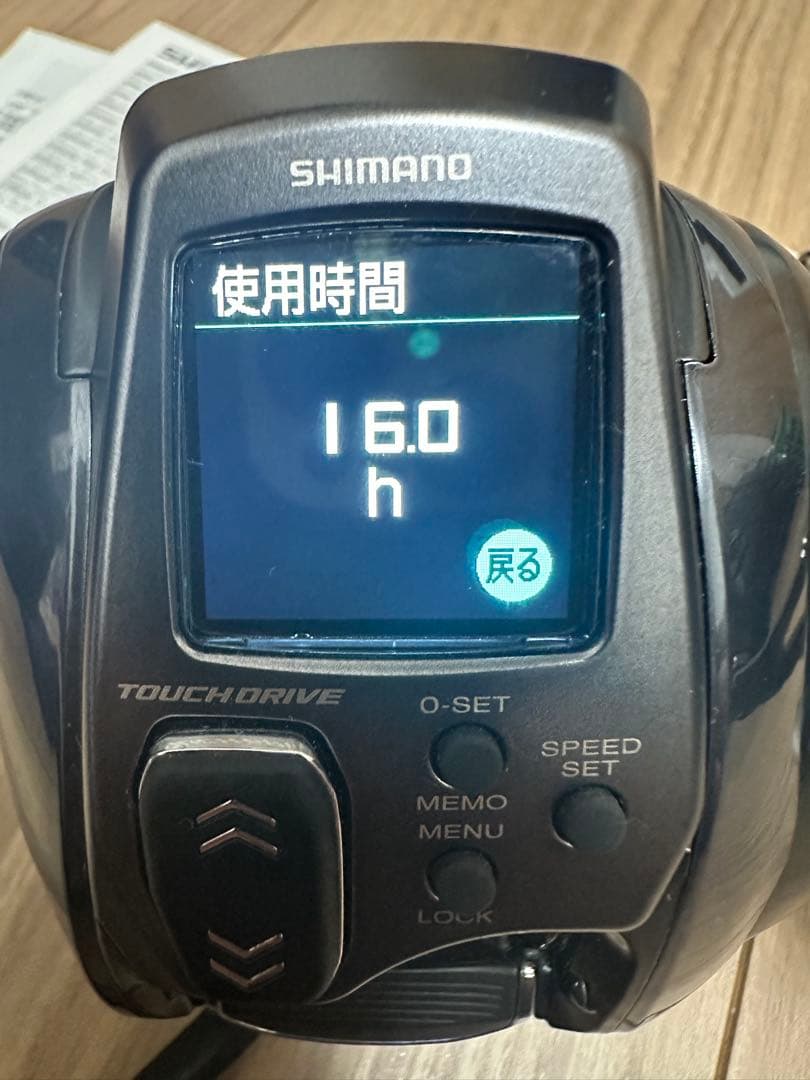 SHIMANO
使用時間
16.0
h
戻る
TOUCH DRIVE
0-SET
SPEED
SET
MEMO
MENU
LOCK